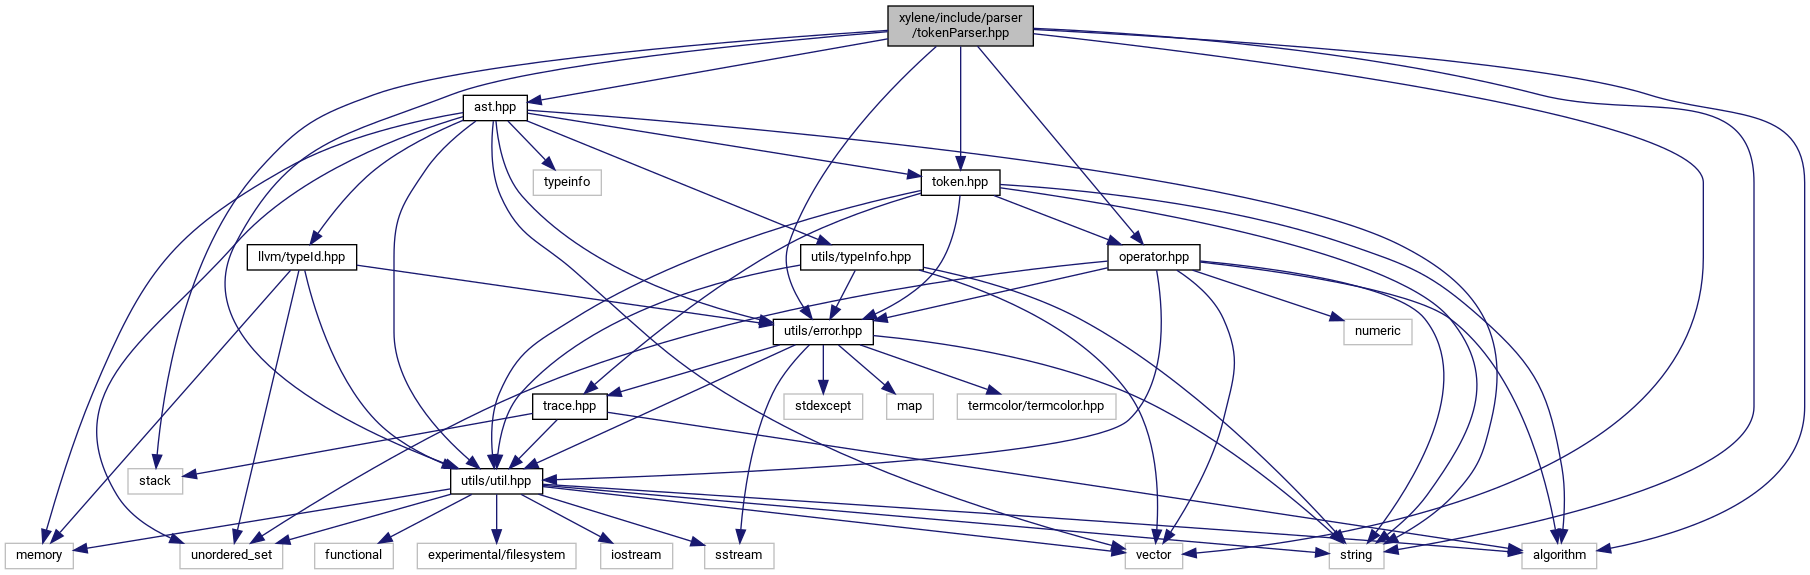 xylene/include/parser
/tokenParser.hpp
ast.hpp
typeinfo
token.hpp
llvm/typeId.hpp
utils/typeInfo.hpp
operator.hpp
utils/error.hpp
numeric
trace.hpp
stdexcept
map
termcolor/termcolor.hpp
stack
utils/util.hpp
memory
unordered_set
functional
experimental/filesystem
iostream
sstream
vector
string
algorithm